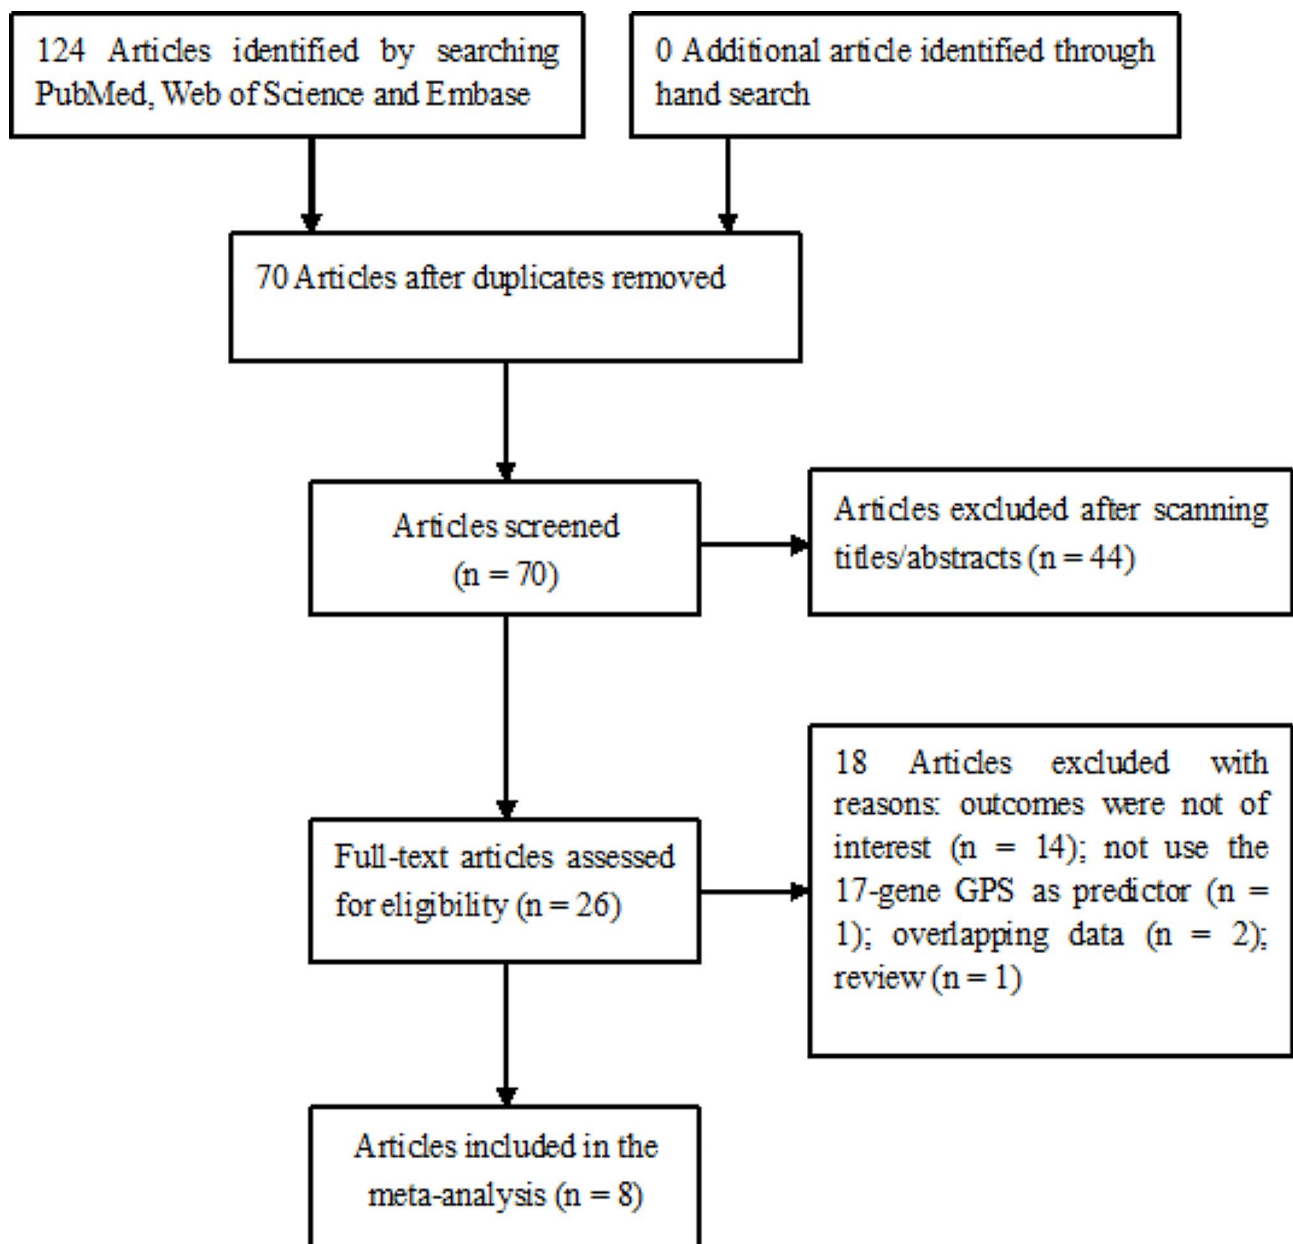 124 Articles identified by searching
PubMed, Web of Science and Embase
0 Additional article identified through
hand search
70 Articles after duplicates removed
Articles screened
(n = 70)
Articles excluded after scanning
titles/abstracts (n = 44)
Full-text articles assessed
for eligibility (n = 26)
18 Articles excluded with
reasons: outcomes were not of
interest (n = 14); not use the
17-gene GPS as predictor (n =
1); overlapping data (n = 2);
review (n = 1)
Articles included in the
meta-analysis (n = 8)